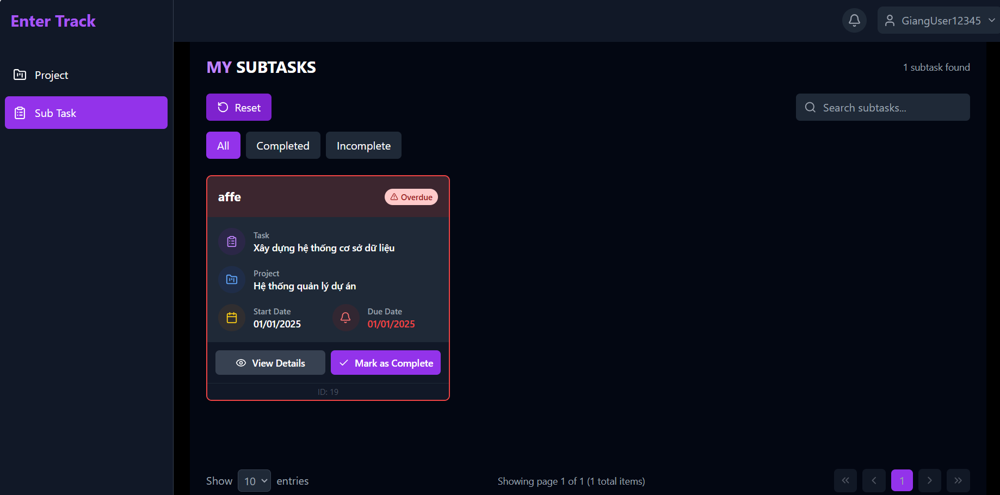 Enter Track
GiangUser12345
Project
Sub Task
MY SUBTASKS
1 subtask found
Reset
Search subtasks...
All
Completed
Incomplete
affe
Overdue
Task
Xây dựng hệ thống cơ sở dữ liệu
Project
Hệ thống quản lý dự án
Start Date
01/01/2025
Due Date
01/01/2025
View Details
Mark as Complete
ID: 19
Show 10 entries
Showing page 1 of 1 (1 total items)
1